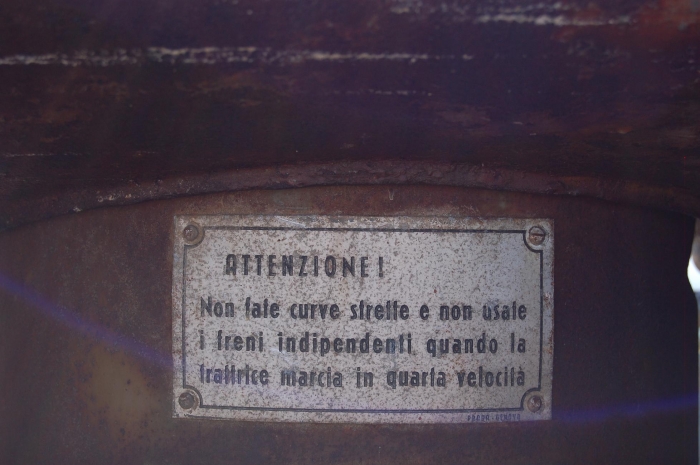 ATTENZIONE!
Non fate curve strette e non usate
i freni indipendenti quando la
trattrice marcia in quarta velocità